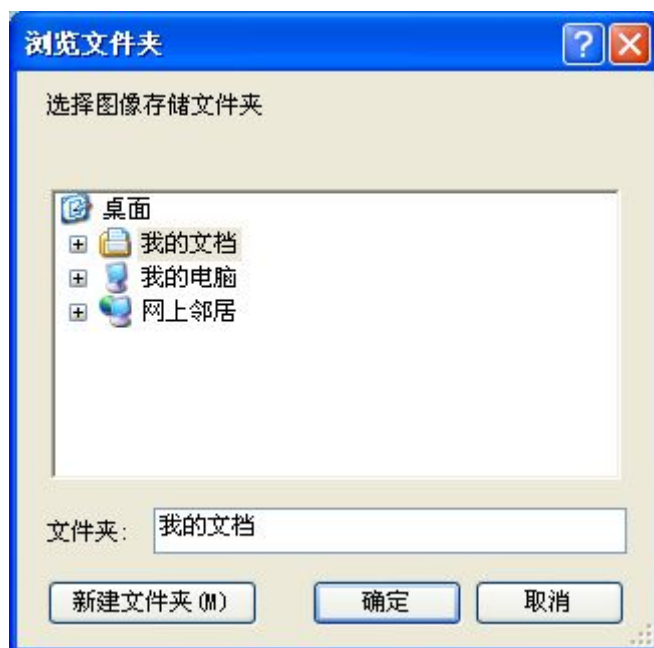 浏览文件夹
选择图像存储文件夹
桌面
我的文档
我的电脑
网上邻居
文件夹: 我的文档
新建文件夹(M) 确定 取消